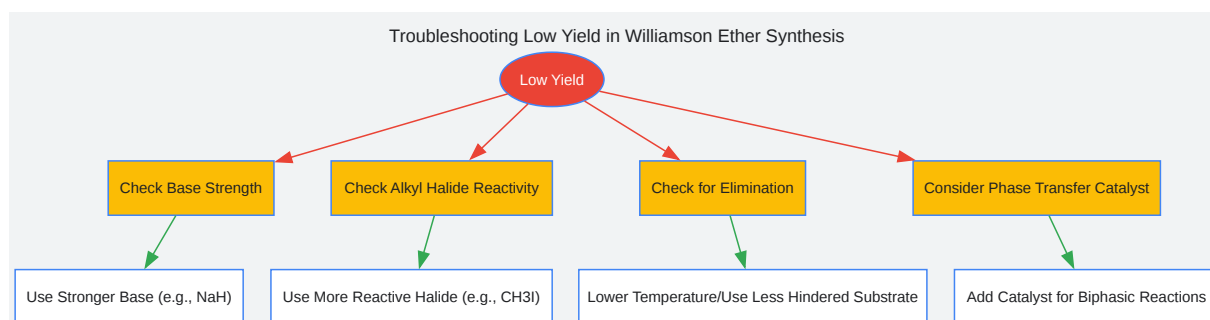 Troubleshooting Low Yield in Williamson Ether Synthesis
Low Yield
Check Base Strength
Check Alkyl Halide Reactivity
Check for Elimination
Consider Phase Transfer Catalyst
Use Stronger Base (e.g., NaH)
Use More Reactive Halide (e.g., CH3I)
Lower Temperature/Use Less Hindered Substrate
Add Catalyst for Biphasic Reactions